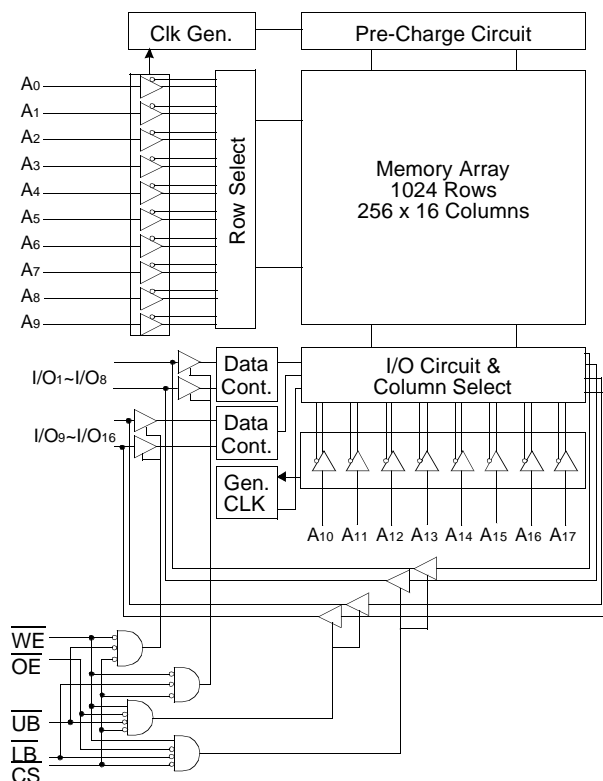 Clk Gen.
Pre-Charge Circuit
A0
A1
A2
A3
A4
A5
A6
A7
A8
A9
Row Select
Memory Array
1024 Rows
256 x 16 Columns
I/O1~I/O8
Data
Cont.
I/O Circuit &
Column Select
I/O9~I/O16
Data
Cont.
Gen.
CLK
A10 A11 A12 A13 A14 A15 A16 A17
WE
OE
UB
LB
CS